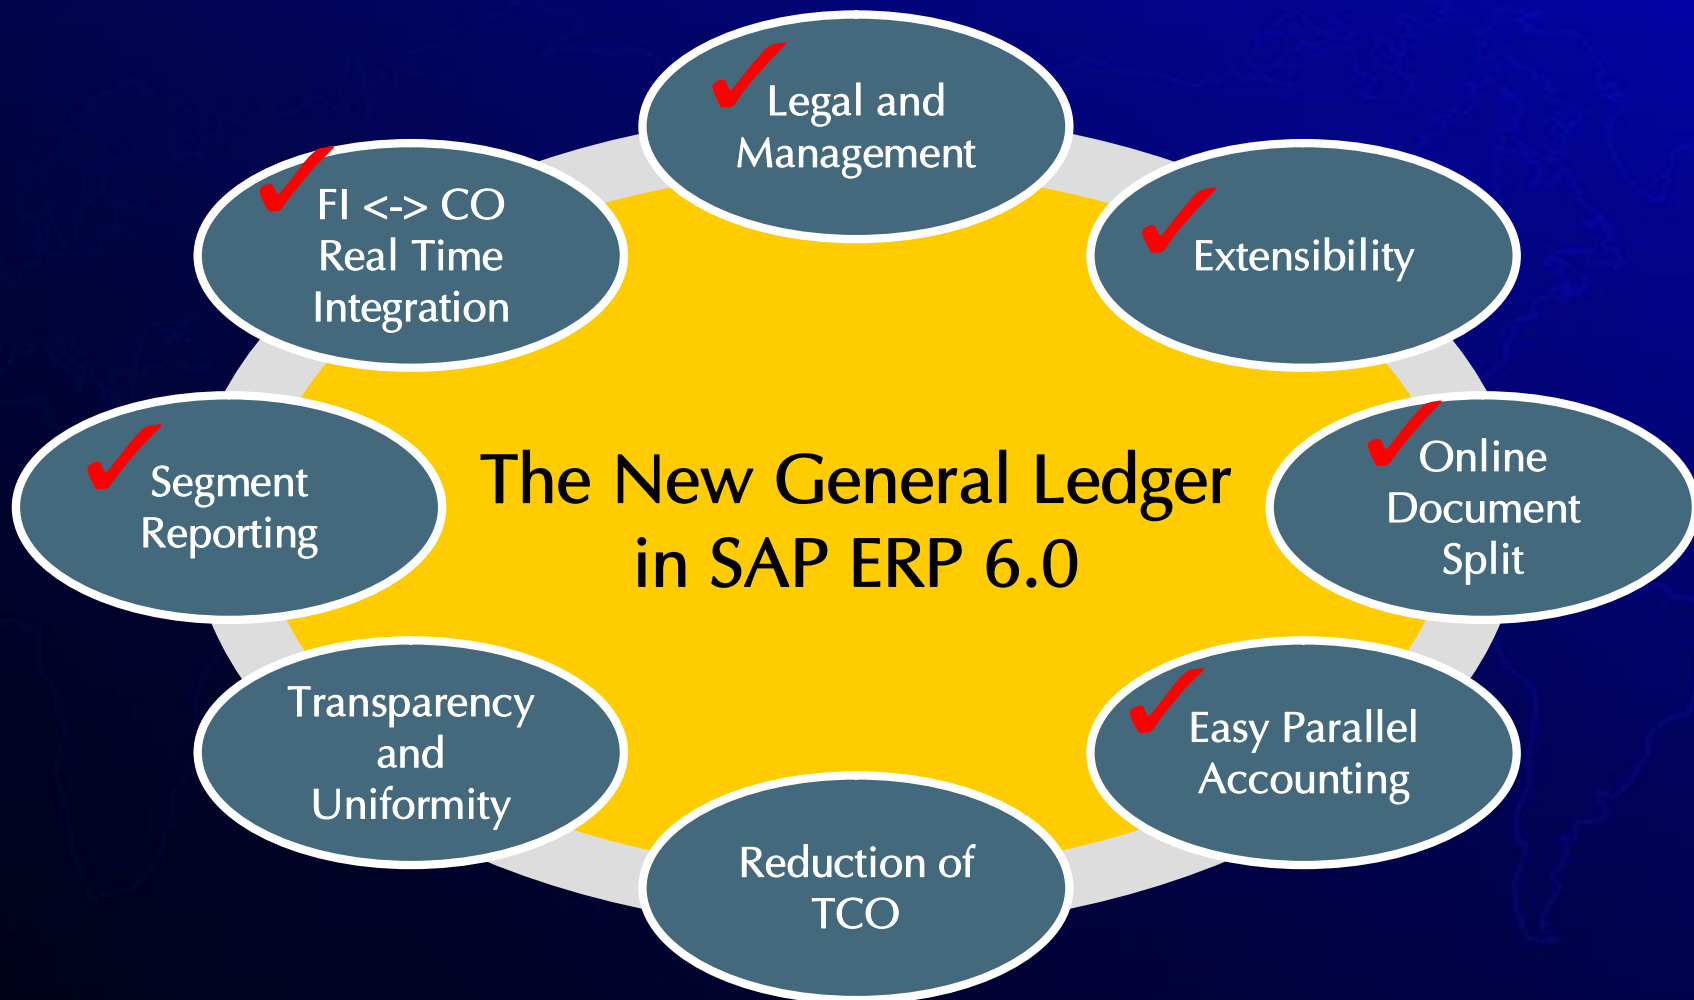 Legal and
Management
FI <-> CO
Real Time
Integration
Extensibility
Segment
Reporting
The New General Ledger
in SAP ERP 6.0
Online
Document
Split
Transparency
and
Uniformity
Easy Parallel
Accounting
Reduction of
TCO